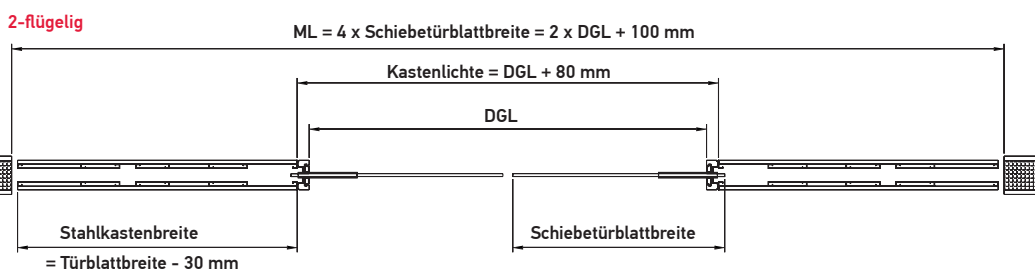 2-flügelig
ML = 4 x Schiebetürblattbreite = 2 x DGL + 100 mm
Kastenlichte = DGL + 80 mm
DGL
Stahlkastenbreite
= Türblattbreite - 30 mm
Schiebetürblattbreite